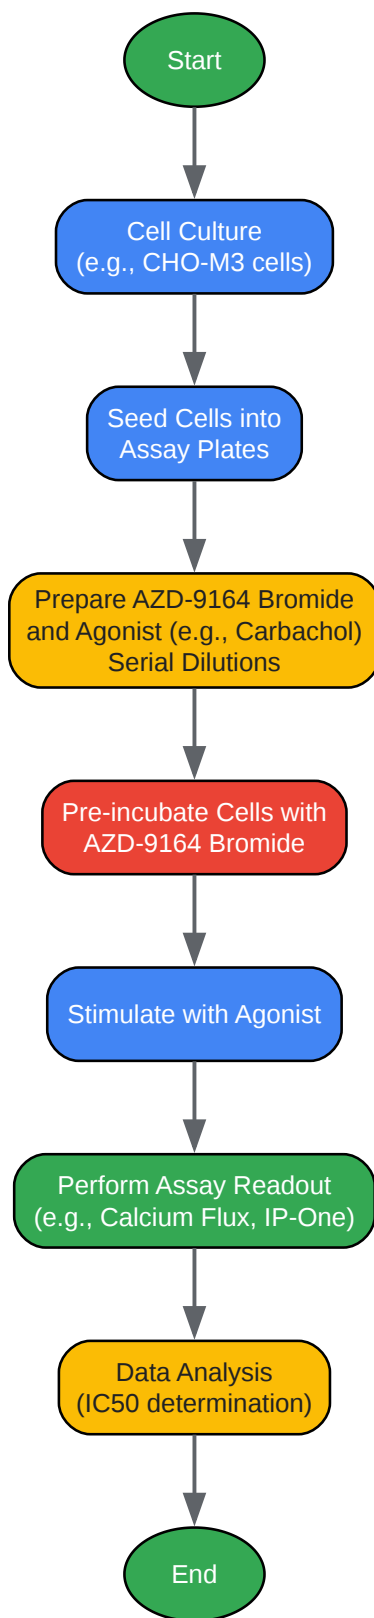 Start
Cell Culture
(e.g., CHO-M3 cells)
Seed Cells into
Assay Plates
Prepare AZD-9164 Bromide
and Agonist (e.g., Carbachol)
Serial Dilutions
Pre-incubate Cells with
AZD-9164 Bromide
Stimulate with Agonist
Perform Assay Readout
(e.g., Calcium Flux, IP-One)
Data Analysis
(IC50 determination)
End